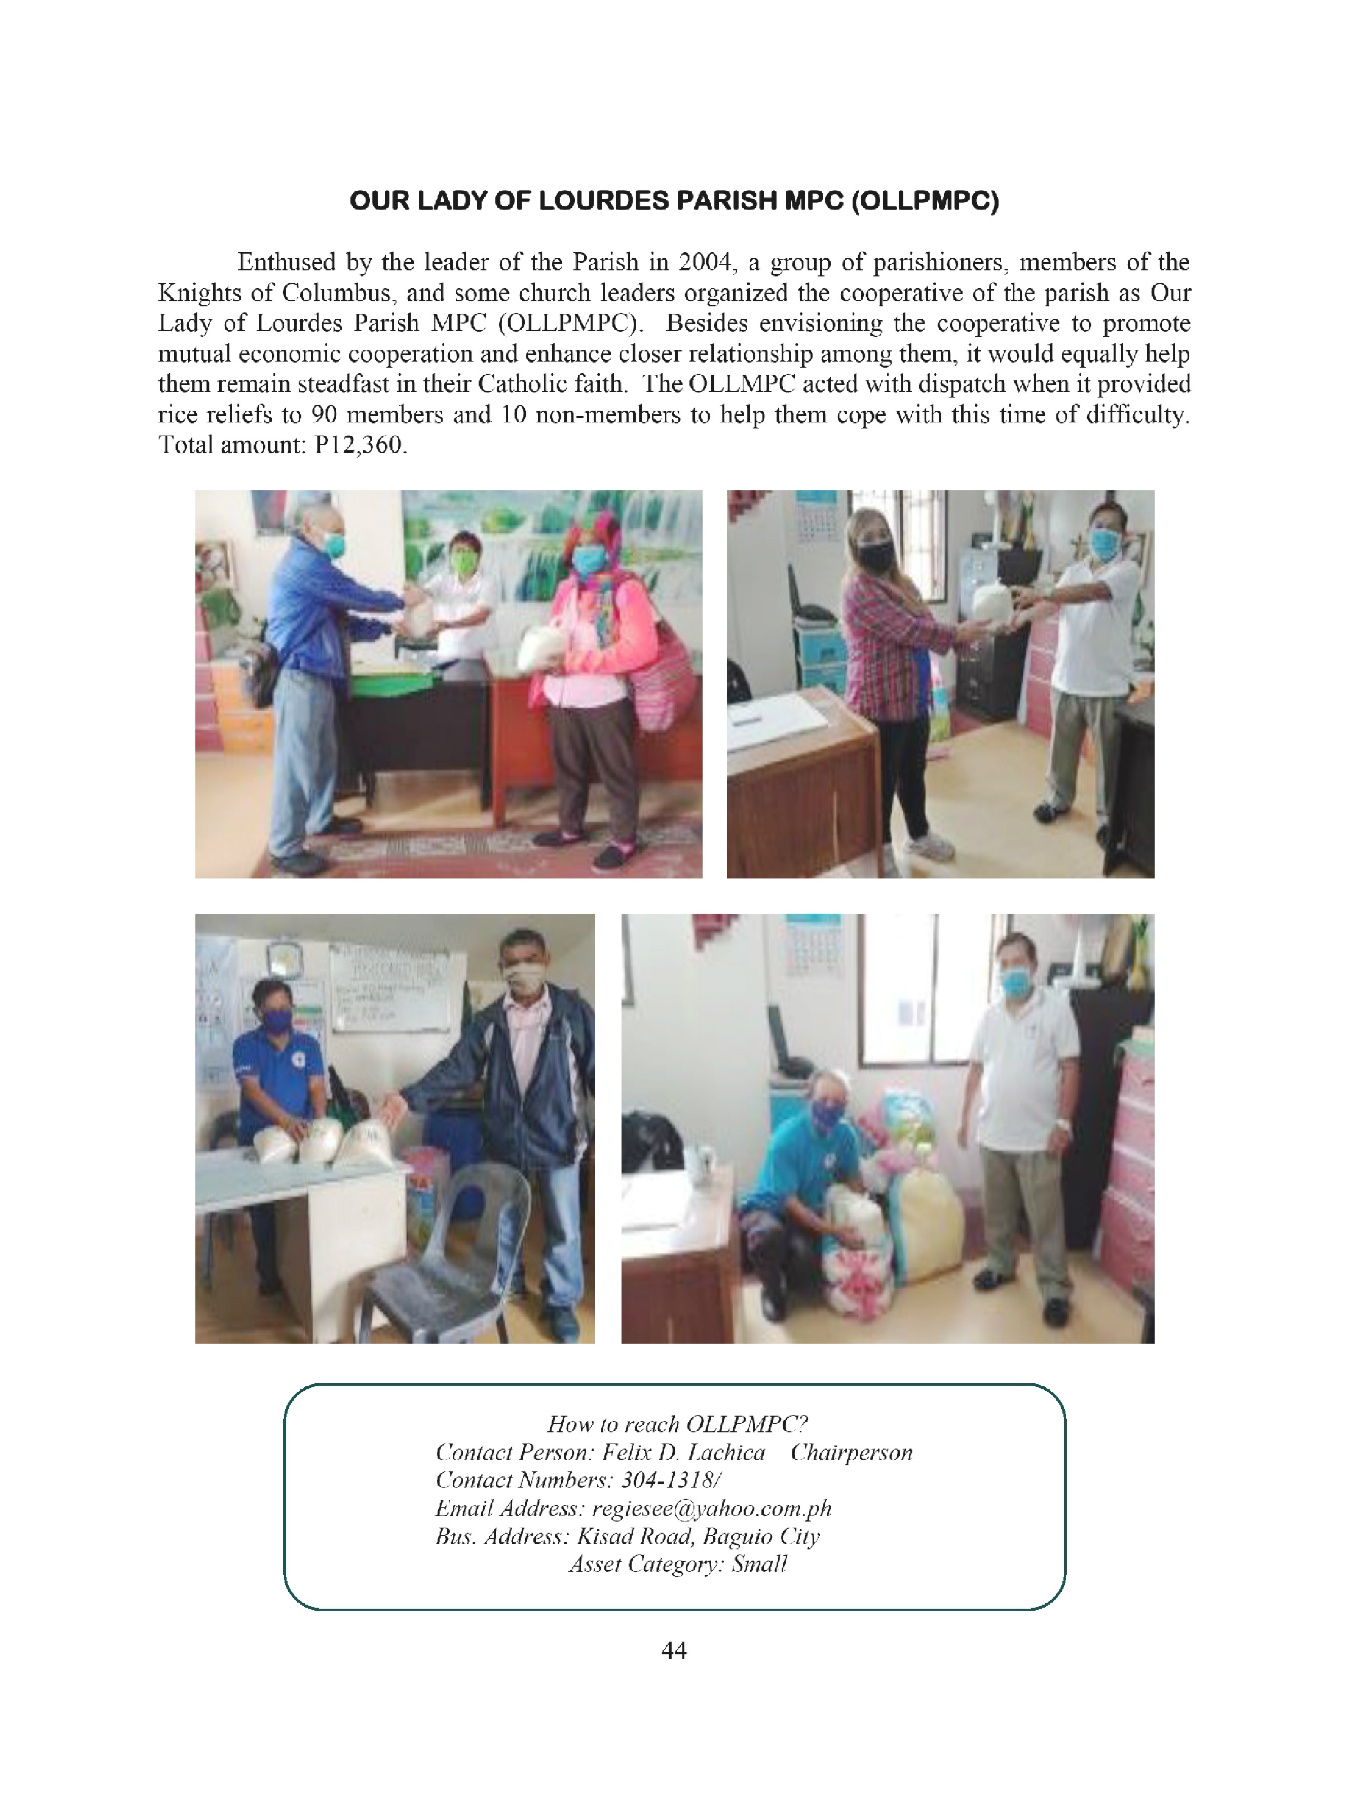 OUR LADY OF LOURDES PARISH MPC (OLLPMPC)
Enthused by the leader of the Parish in 2004, a group of parishioners, members of the
Knights of Columbus, and some church leaders organized the cooperative of the parish as Our
Lady of Lourdes Parish MPC (OLLPMPC). Besides envisioning the cooperative to promote
mutual economic cooperation and enhance closer relationship among them, it would equally help
them remain steadfast in their Catholic faith. The OLLMPC acted with dispatch when it provided
rice reliefs to 90 members and 10 non-members to help them cope with this time of difficulty.
Total amount: P12,360.
How to reach OLLPMPC?
Contact Person: Felix D. Lachica Chairperson
Contact Numbers: 304-1318/
Email Address: regiesee@yahoo.com.ph
Bus. Address: Kisad Road, Baguio City
Asset Category: Small
44